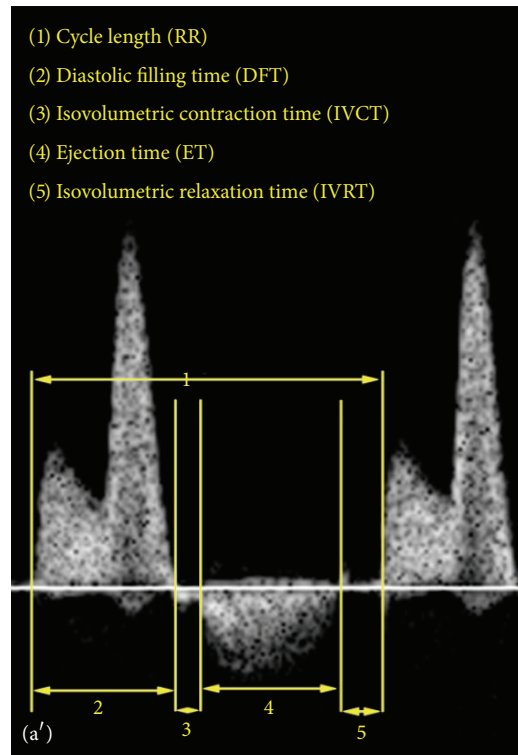 (1) Cycle length (RR)
(2) Diastolic filling time (DFT)
(3) Isovolumetric contraction time (IVCT)
(4) Ejection time (ET)
(5) Isovolumetric relaxation time (IVRT)
1
2
3
4
5
(a′)